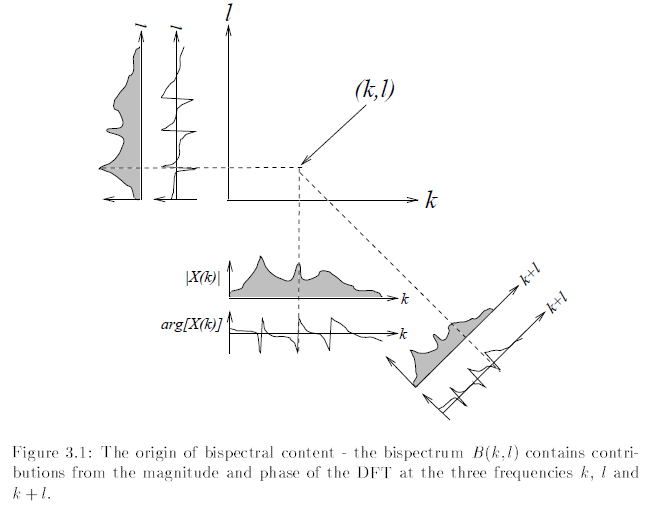 l
l
l
(k,l)
k
|X(k)|
k
arg[X(k)]
k
k+l
k+l
Figure 3.1: The origin of bispectral content - the bispectrum B(k,l) contains contri-
butions from the magnitude and phase of the DFT at the three frequencies k, l and
k + l.